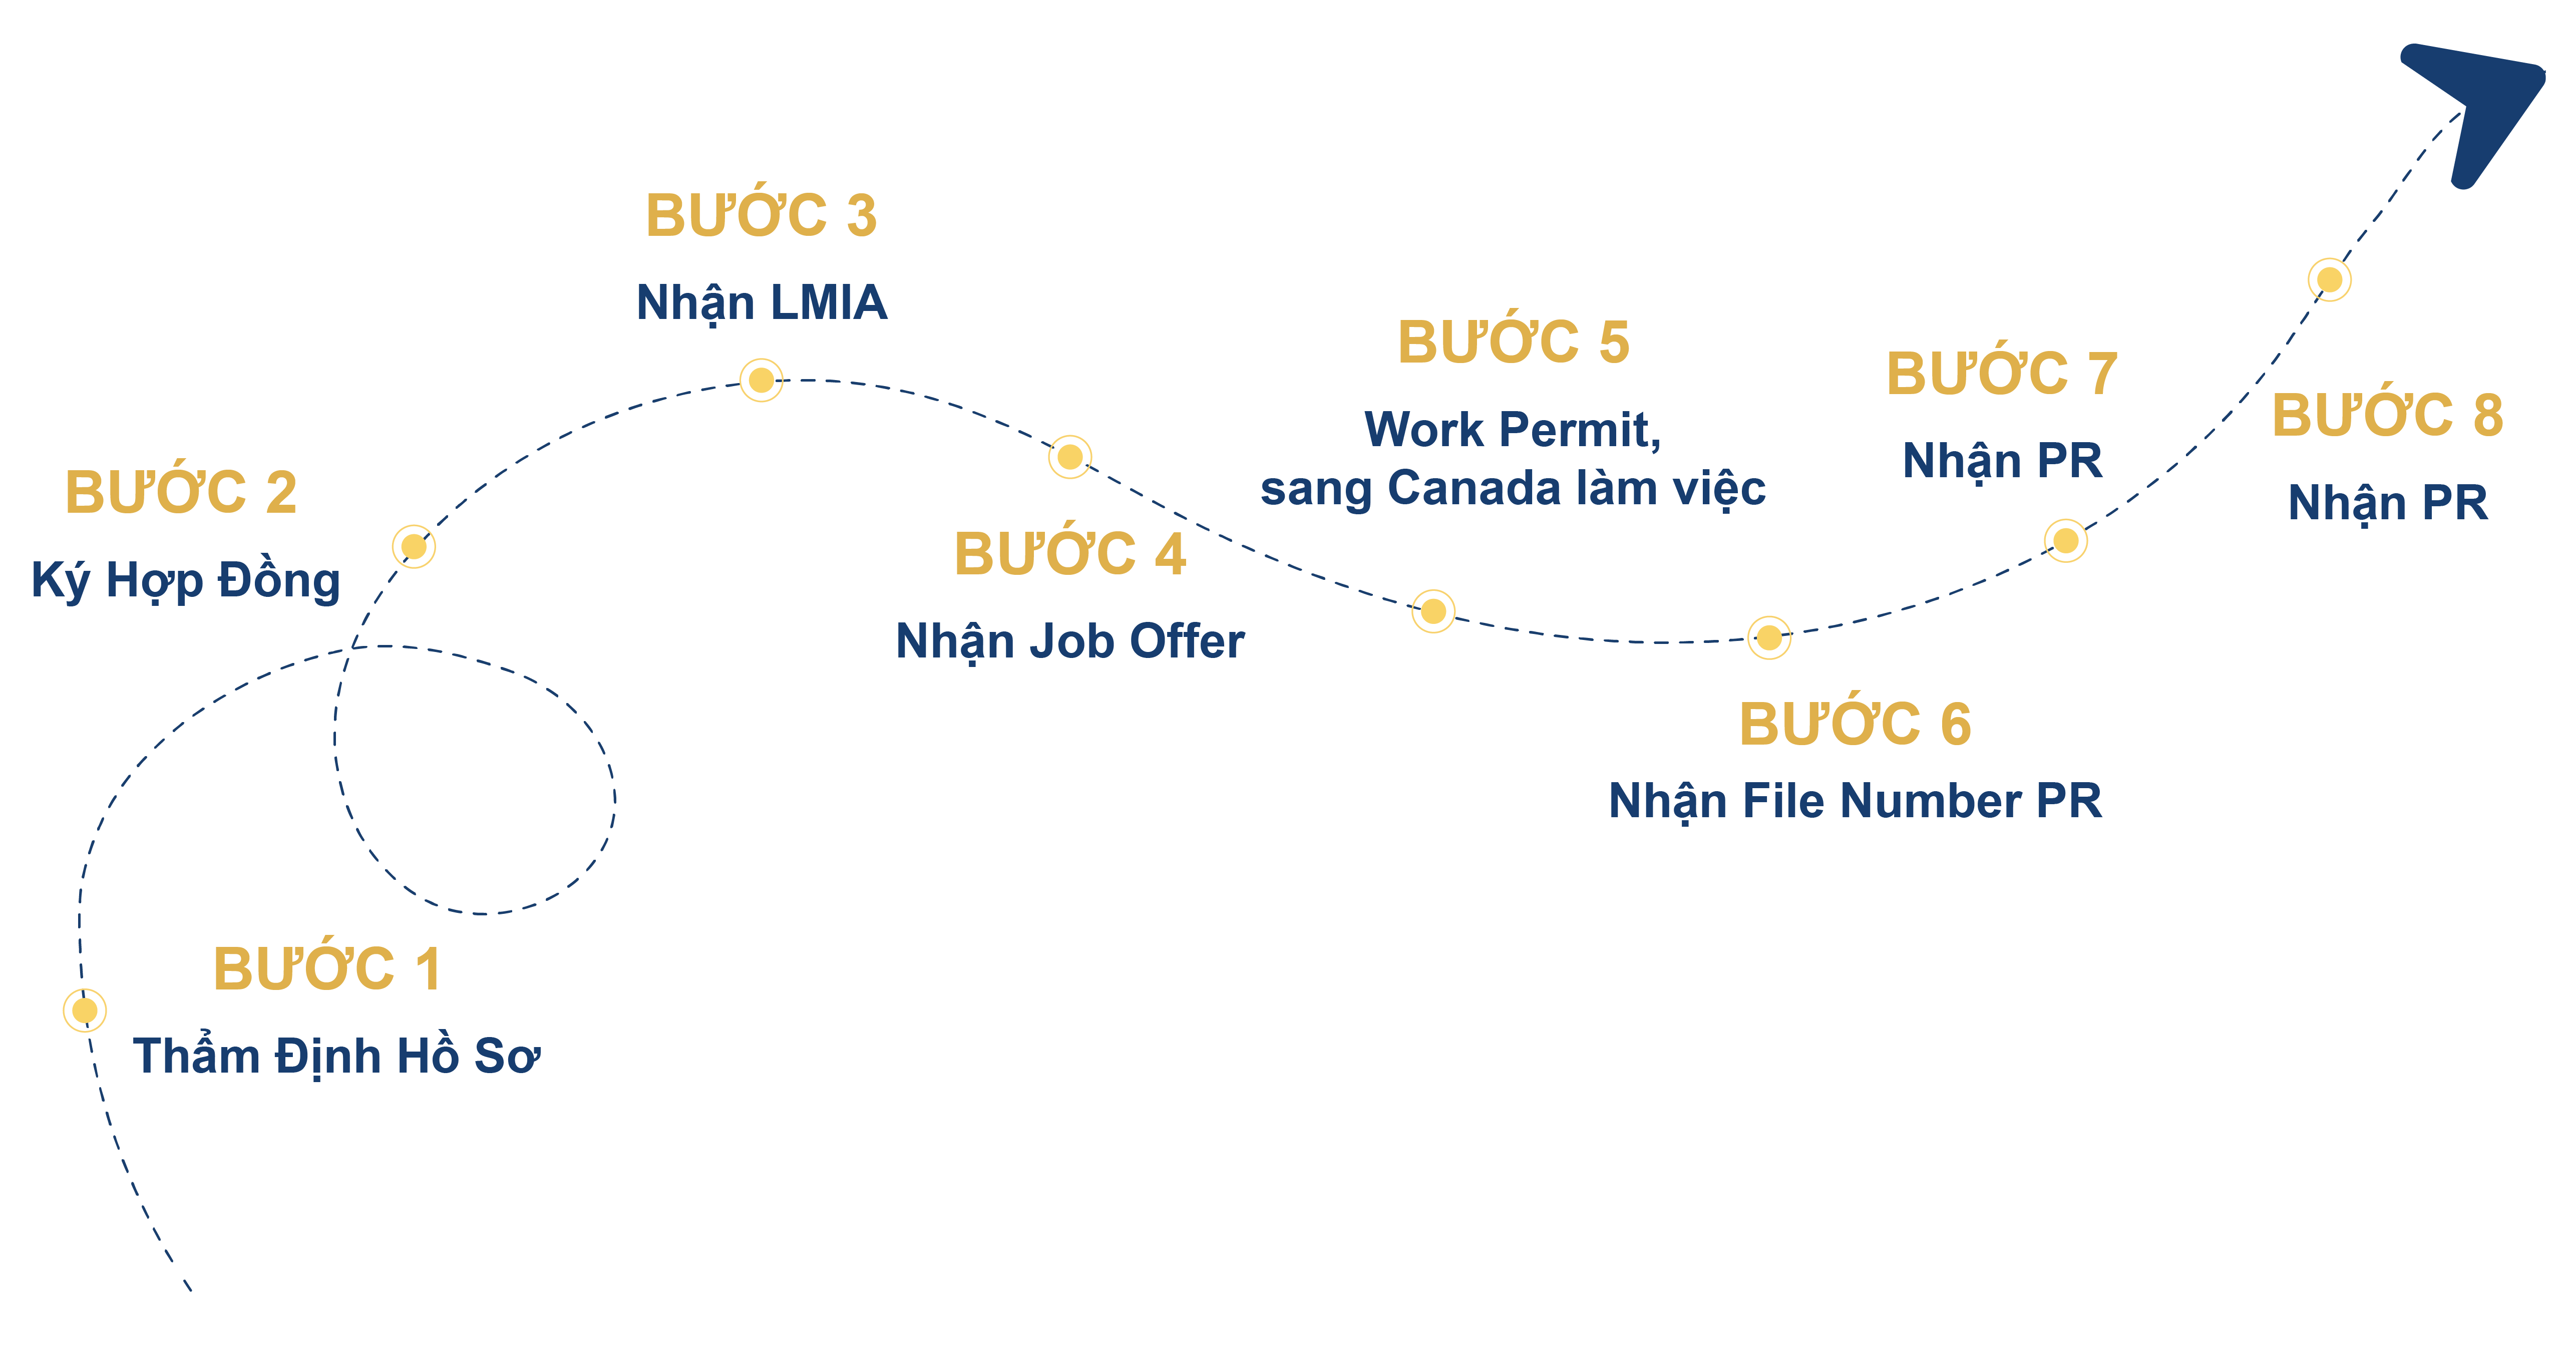 BƯỚC 1
Thẩm Định Hồ Sơ
BƯỚC 2
Ký Hợp Đồng
BƯỚC 3
Nhận LMIA
BƯỚC 4
Nhận Job Offer
BƯỚC 5
Work Permit,
sang Canada làm việc
BƯỚC 6
Nhận File Number PR
BƯỚC 7
Nhận PR
BƯỚC 8
Nhận PR